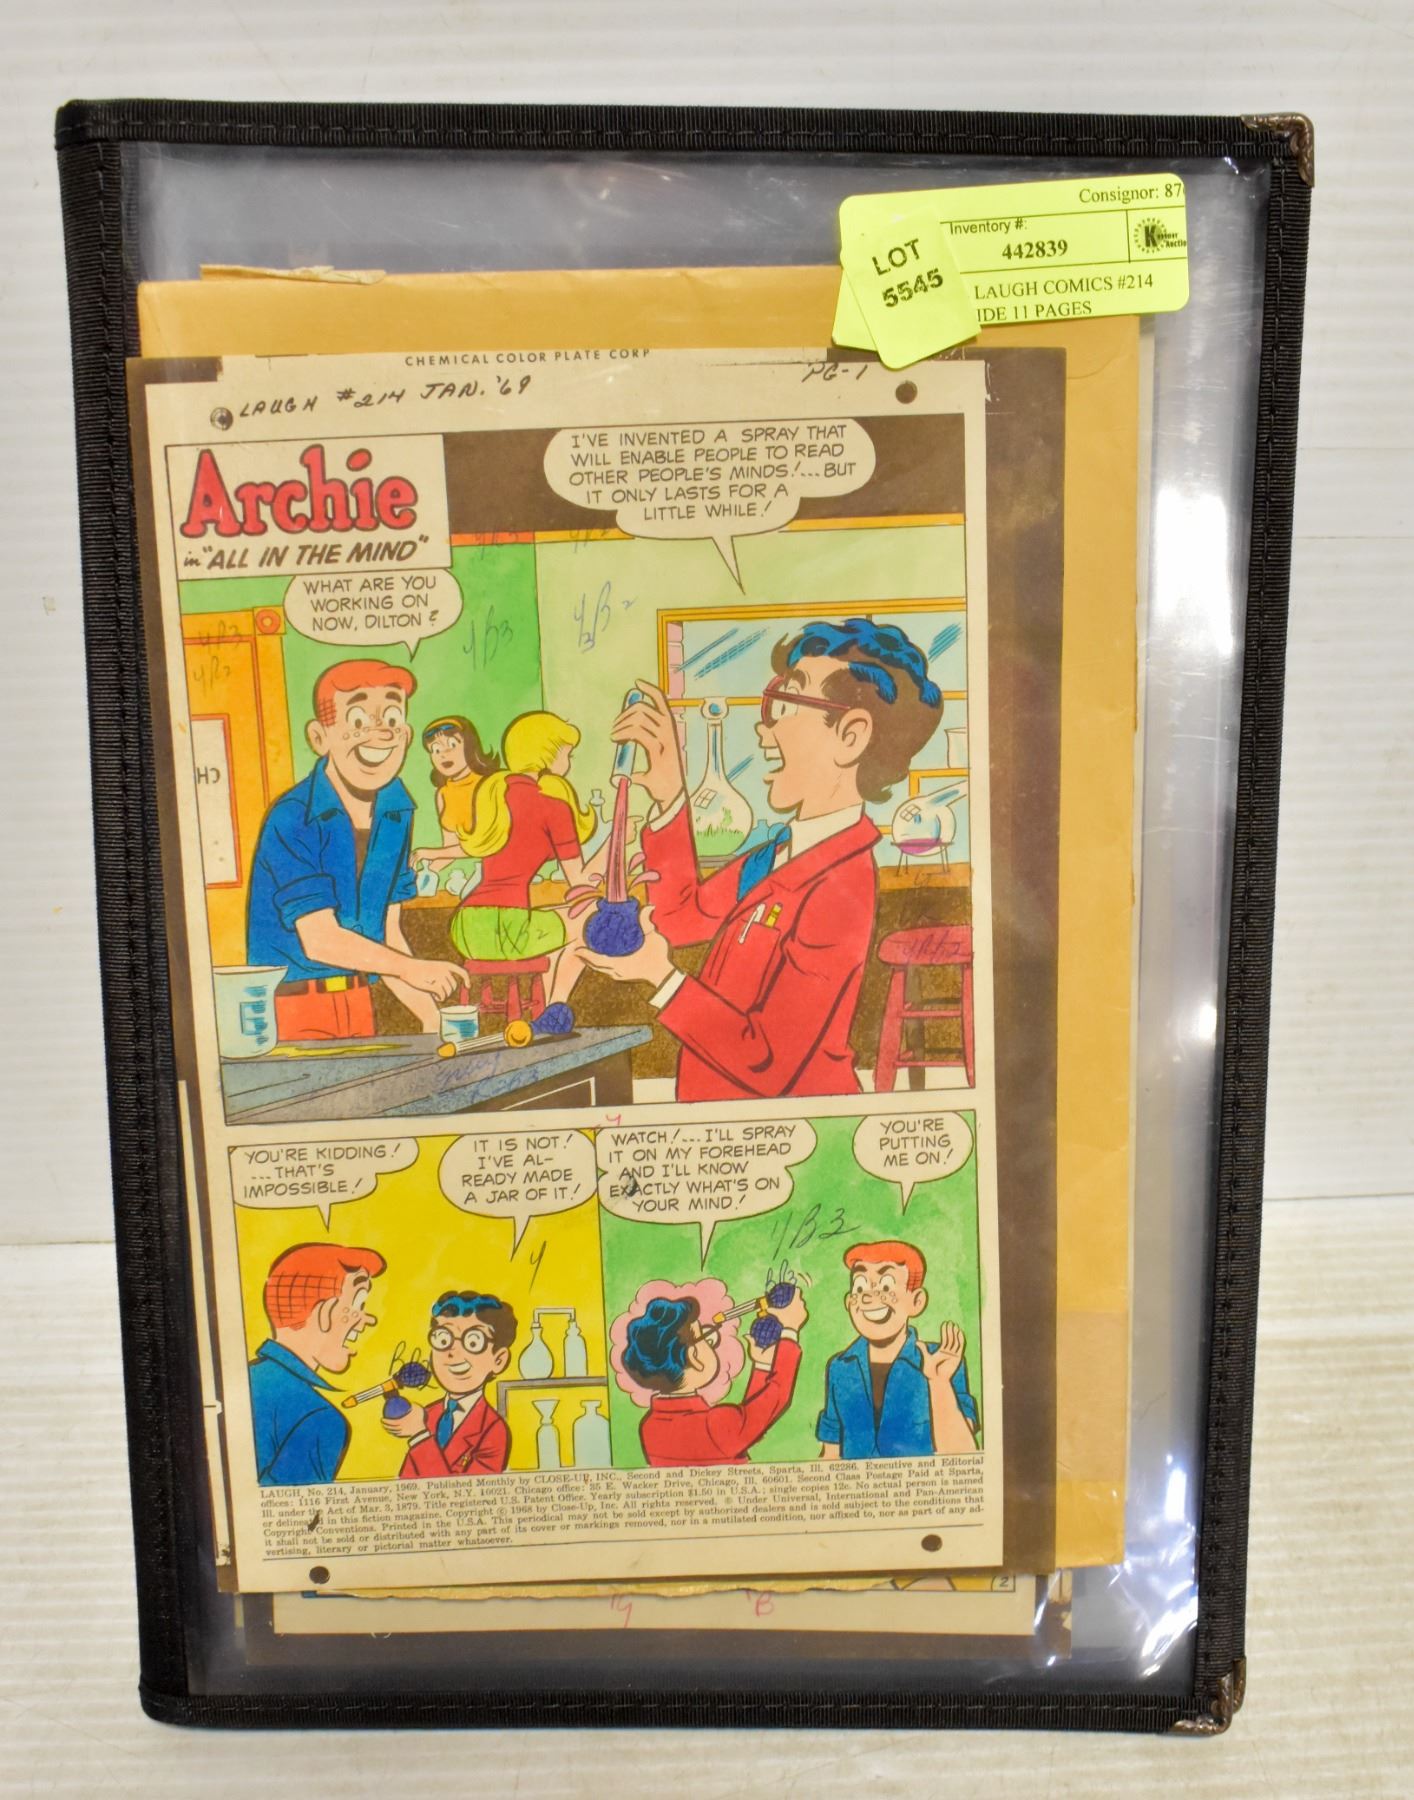 Consignor: 87
Inventory #:
442839
LOT
5545
LAUGH COMICS #214
IDE 11 PAGES
CHEMICAL COLOR PLATE CORP
LAUGH #214 JAN. '69
PG-1
Archie
in "ALL IN THE MIND"
I'VE INVENTED A SPRAY THAT
WILL ENABLE PEOPLE TO READ
OTHER PEOPLE'S MINDS!...BUT
IT ONLY LASTS FOR A
LITTLE WHILE!
WHAT ARE YOU
WORKING ON
NOW, DILTON?
YOU'RE KIDDING!
...THAT'S
IMPOSSIBLE!
IT IS NOT!
I'VE AL-
READY MADE
A JAR OF IT!
WATCH!...I'LL SPRAY
IT ON MY FOREHEAD
AND I'LL KNOW
EXACTLY WHAT'S ON
YOUR MIND!
YOU'RE
PUTTING
ME ON!
YB3
LAUGH, No. 214, January, 1969. Published Monthly by CLOSE-UP, INC., Second and Dickey Streets, Sparta, Ill. 62286. Executive and Editorial
offices: 1116 First Avenue, New York, N.Y. 10021. Chicago office: 35 E. Wacker Drive, Chicago, Ill. 60601. Second Class Postage Paid at Sparta,
Ill. under the Act of Mar. 3, 1879. Title registered U.S. Patent Office. Yearly subscription $1.50 in U.S.A.; single copies 12c. No actual person is named
or delineated in this fiction magazine. Copyright © 1968 by Close-Up, Inc. All rights reserved. ® Under Universal, International and Pan-American
Copyright Conventions. Printed in the U.S.A. This periodical may not be sold except by authorized dealers and is sold subject to the conditions that
it shall not be sold or distributed with any part of its cover or markings removed, nor in a mutilated condition, nor affixed to, nor as part of any ad-
vertising, literary or pictorial matter whatsoever.
2